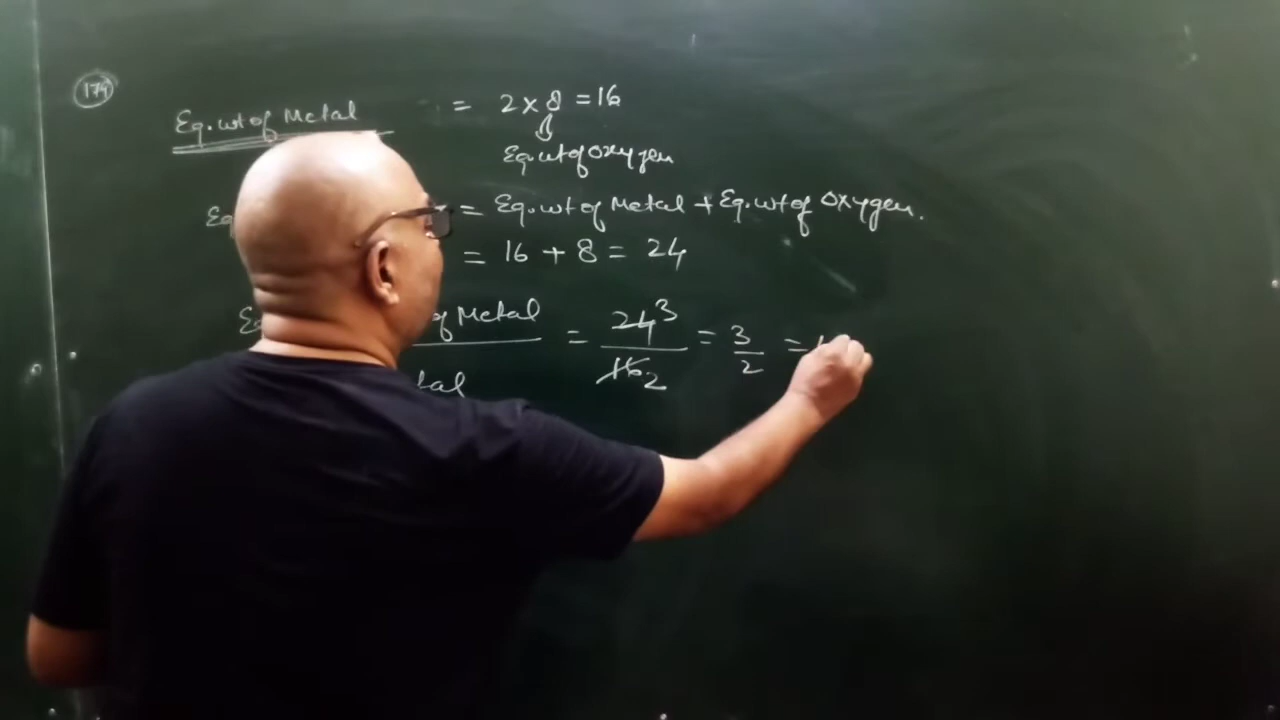 174
Eq.wt of Metal = 2 × 8 = 16
Eq.wt of Oxygen
= Eq.wt of Metal + Eq.wt of Oxygen.
= 16 + 8 = 24
of Metal = 24 3 = 3
16 2 2 =